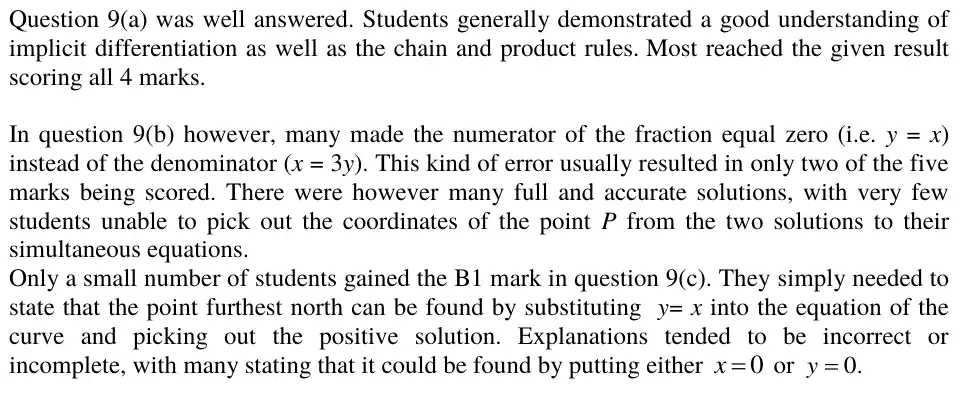 Question 9(a) was well answered. Students generally demonstrated a good understanding of
implicit differentiation as well as the chain and product rules. Most reached the given result
scoring all 4 marks.
In question 9(b) however, many made the numerator of the fraction equal zero (i.e. y = x)
instead of the denominator (x = 3y). This kind of error usually resulted in only two of the five
marks being scored. There were however many full and accurate solutions, with very few
students unable to pick out the coordinates of the point P from the two solutions to their
simultaneous equations.
Only a small number of students gained the B1 mark in question 9(c). They simply needed to
state that the point furthest north can be found by substituting y= x into the equation of the
curve and picking out the positive solution. Explanations tended to be incorrect or
incomplete, with many stating that it could be found by putting either x = 0 or y = 0.